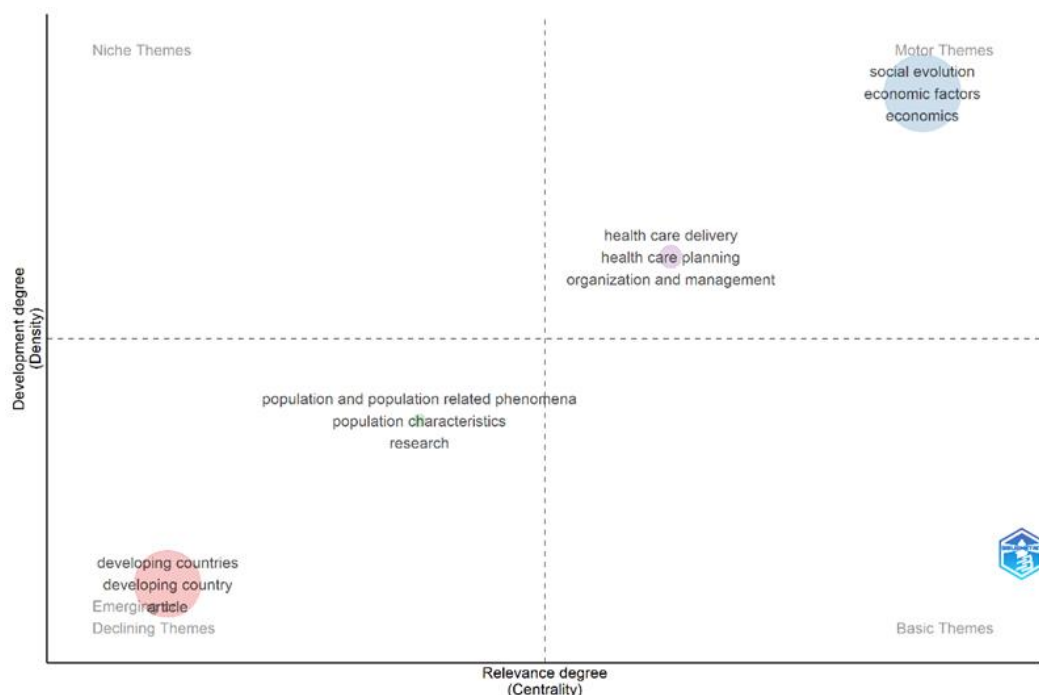 Niche Themes
Motor Themes
social evolution
economic factors
economics
health care delivery
health care planning
organization and management
Development degree
(Density)
population and population related phenomena
population characteristics
research
developing countries
developing country
article
Emerging or
Declining Themes
Basic Themes
Relevance degree
(Centrality)